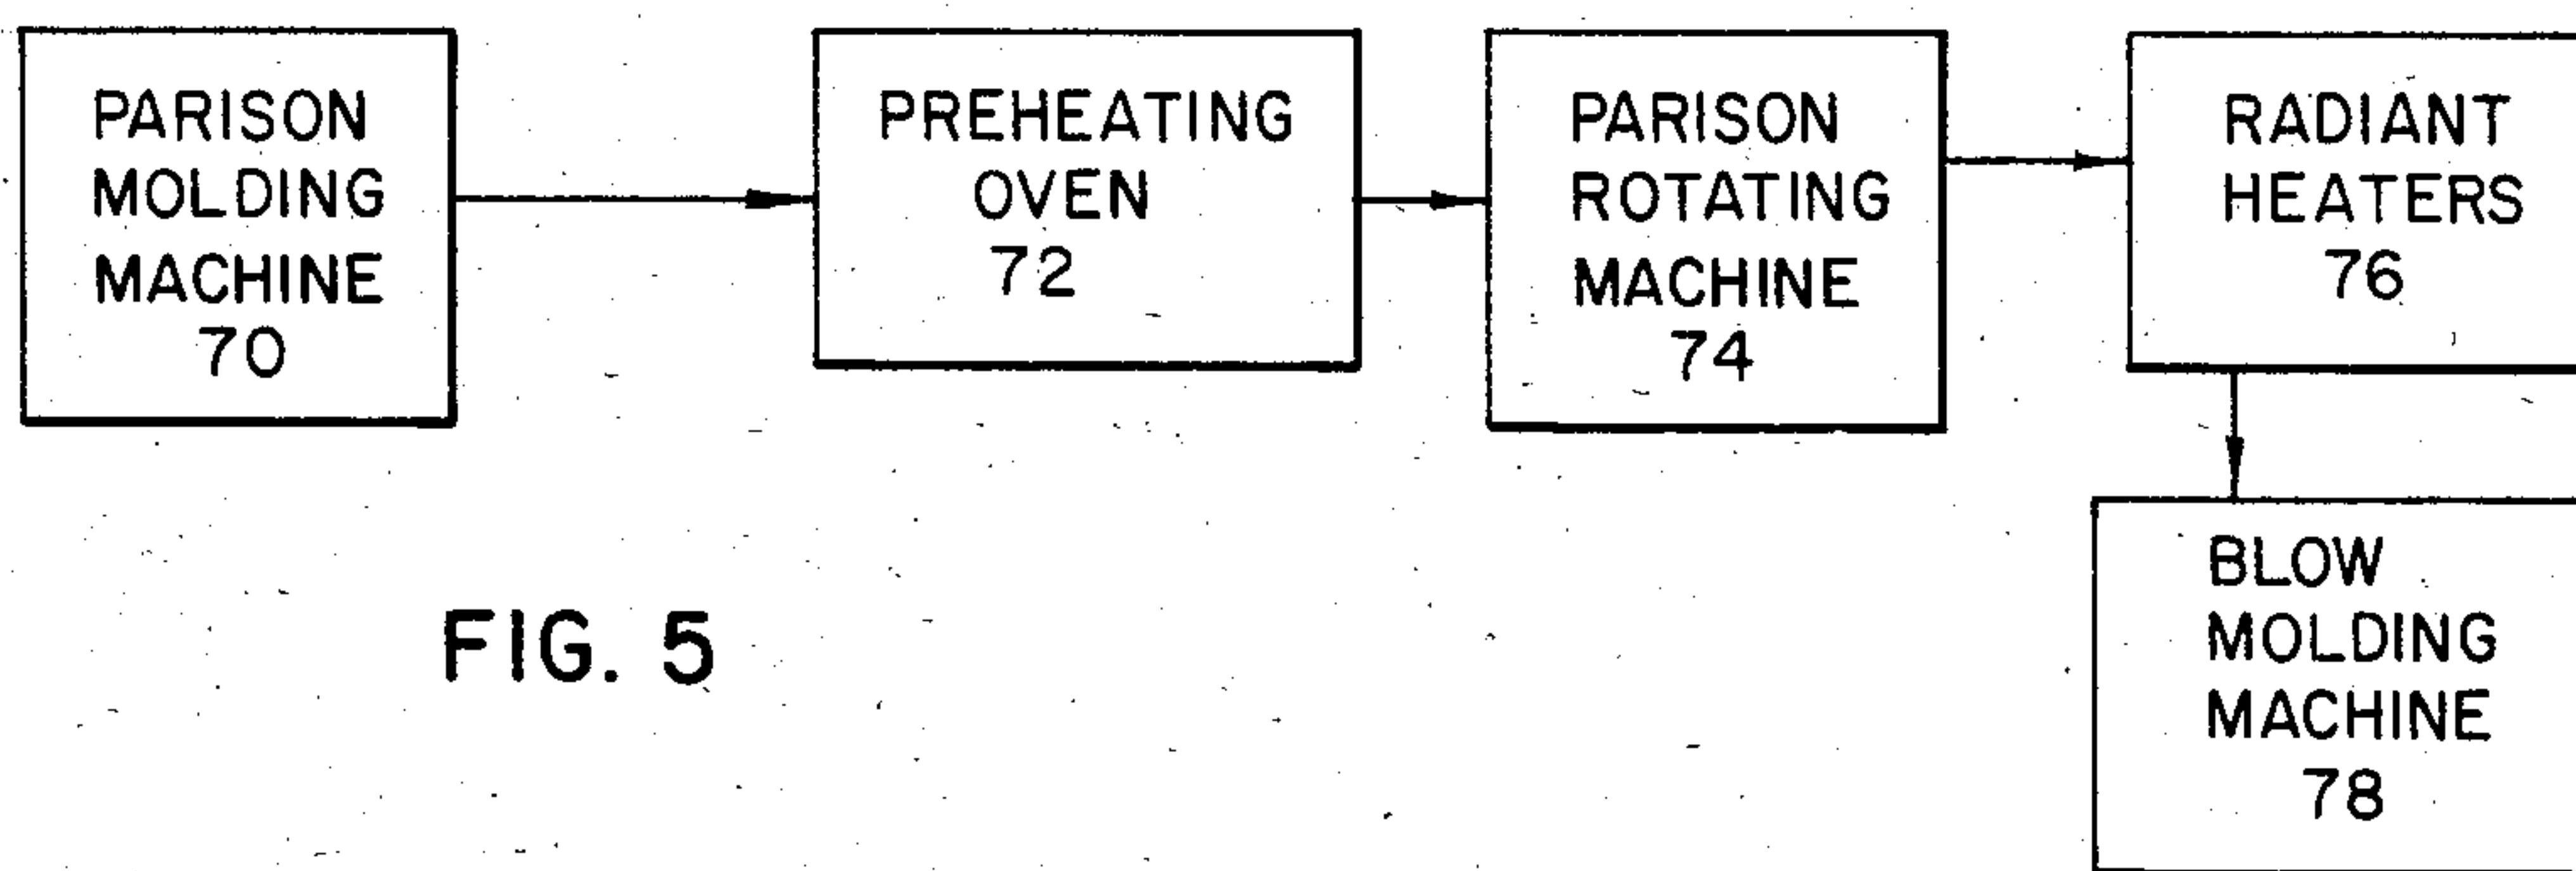 PARISON
MOLDING
MACHINE
70
PREHEATING
OVEN
72
PARISON
ROTATING
MACHINE
74
RADIANT
HEATERS
76
BLOW
MOLDING
MACHINE
78
FIG. 5